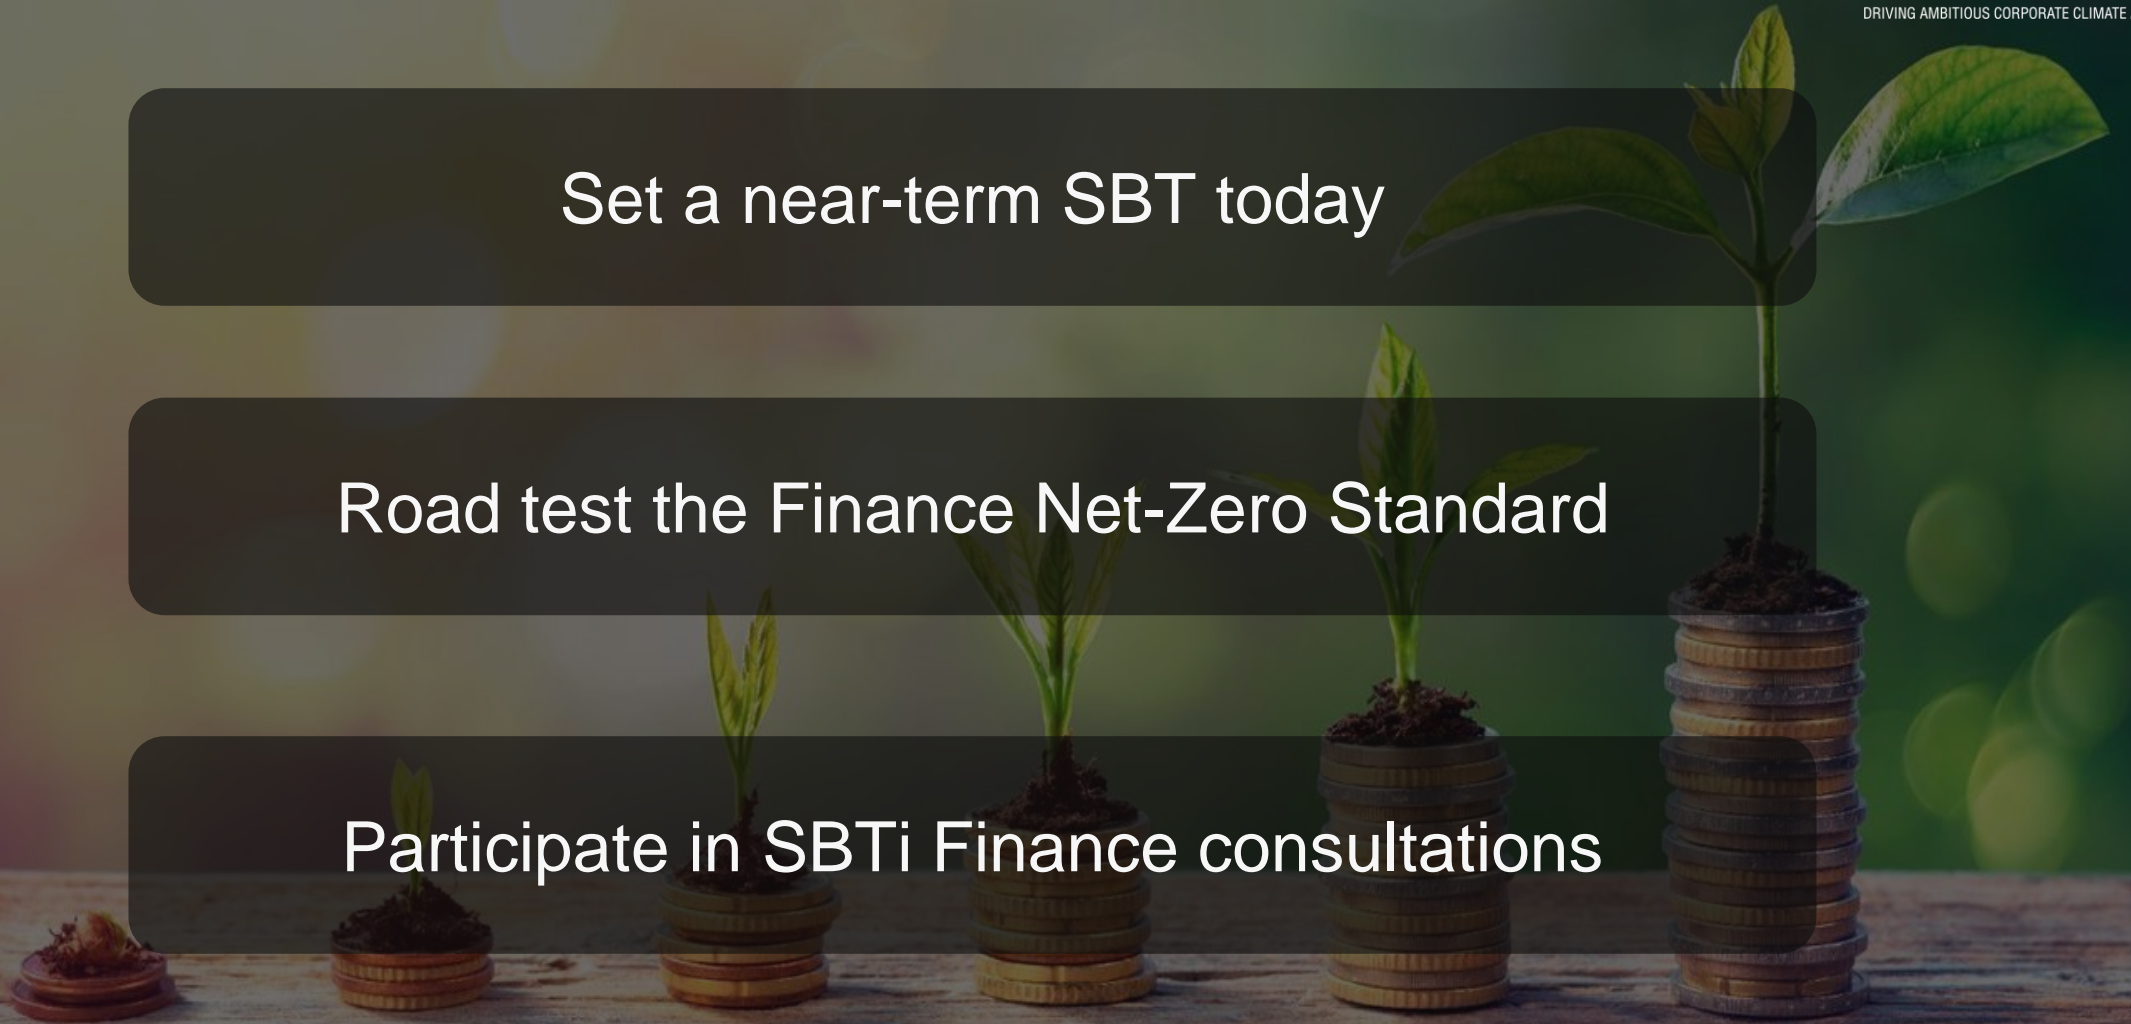 DRIVING AMBITIOUS CORPORATE CLIMATE
Set a near-term SBT today
Road test the Finance Net-Zero Standard
Participate in SBTi Finance consultations